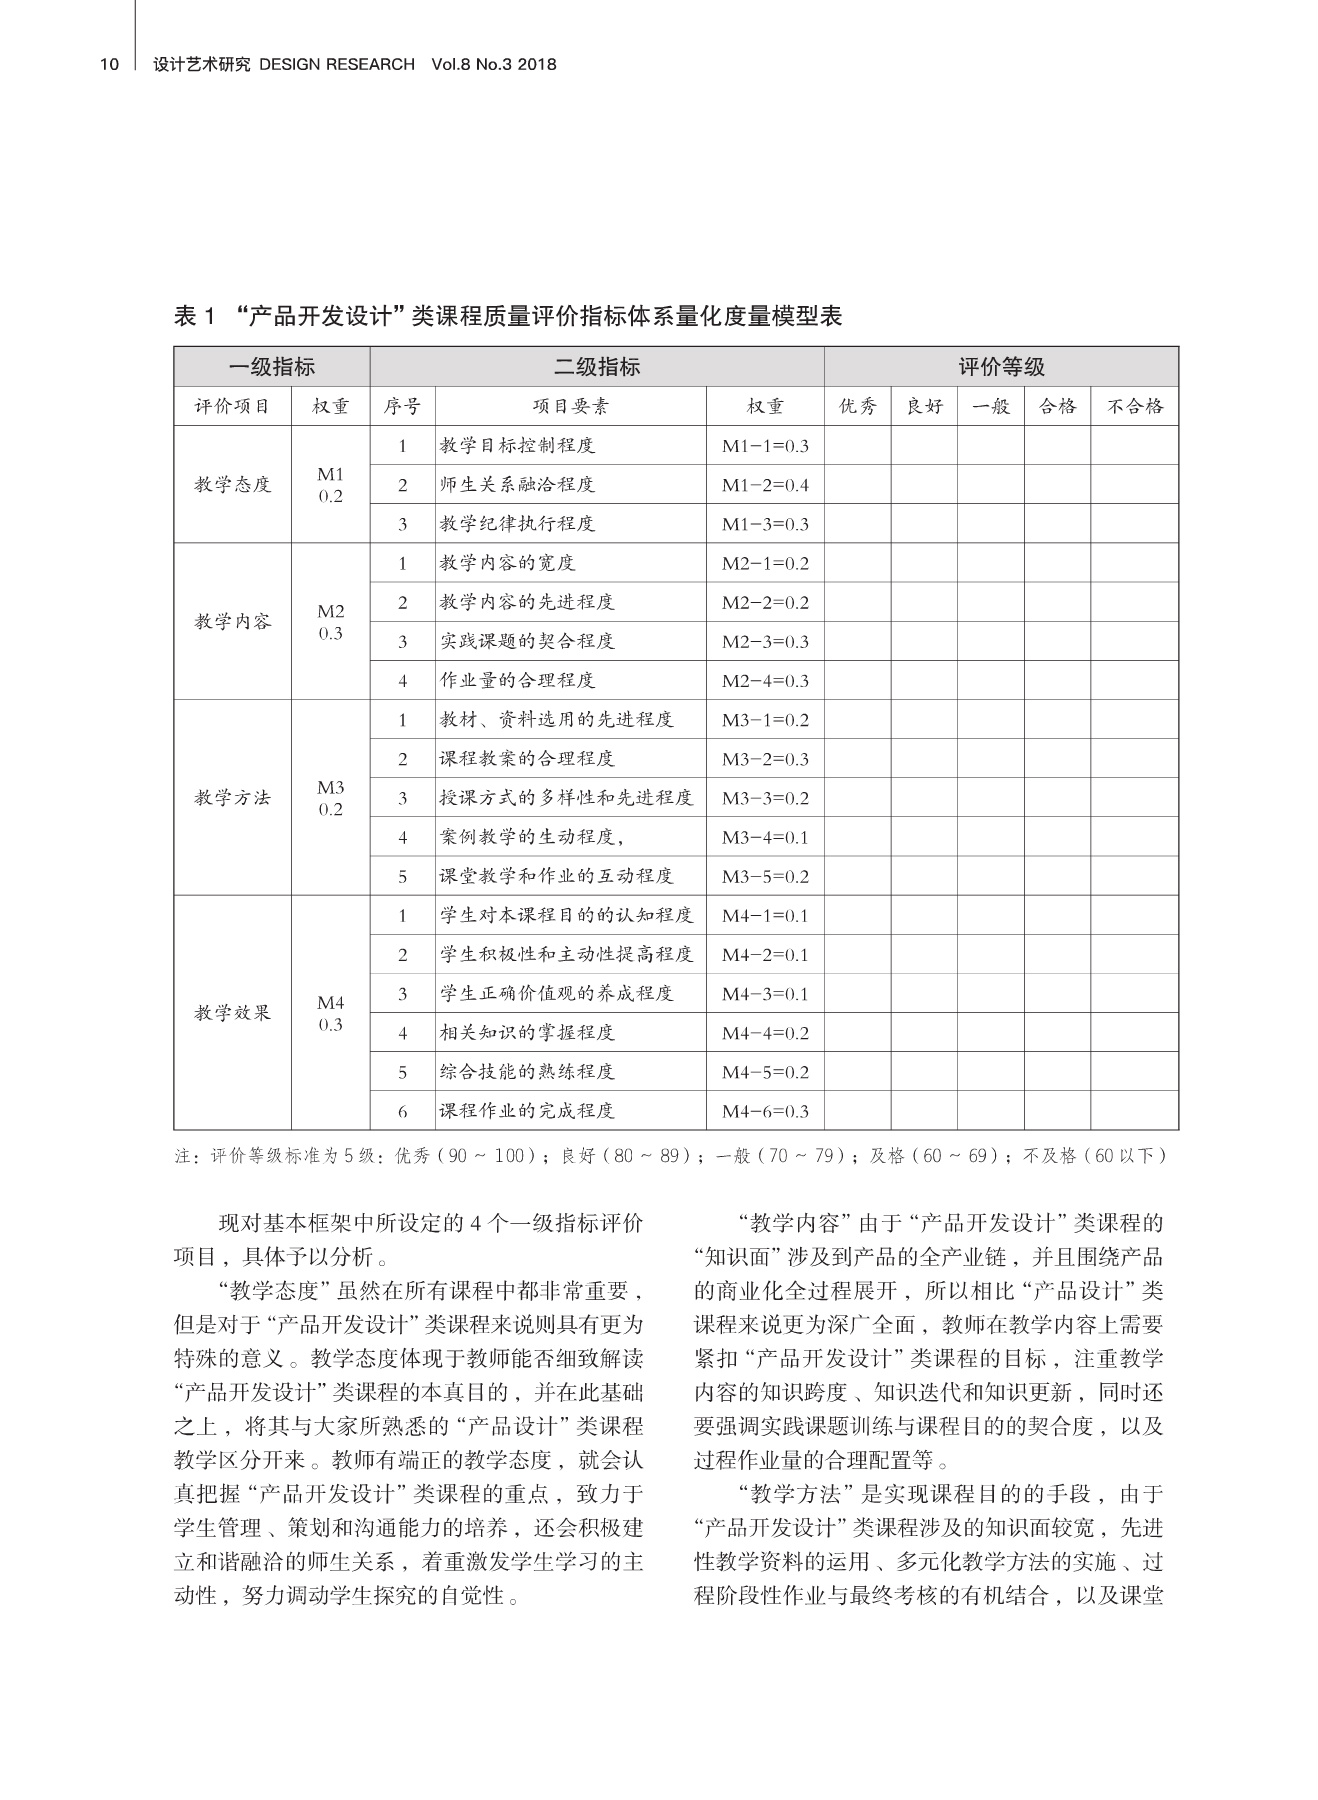 10 设计艺术研究 DESIGN RESEARCH Vol.8 No.3 2018
表 1 “产品开发设计”类课程质量评价指标体系量化度量模型表
一级指标 二级指标 评价等级
评价项目 权重 序号 项目要素 权重 优秀 良好 一般 合格 不合格
教学态度 M1 0.2 1 教学目标控制程度 M1-1=0.3
2 师生关系融洽程度 M1-2=0.4
3 教学纪律执行程度 M1-3=0.3
教学内容 M2 0.3 1 教学内容的宽度 M2-1=0.2
2 教学内容的先进程度 M2-2=0.2
3 实践课题的契合程度 M2-3=0.3
4 作业量的合理程度 M2-4=0.3
教学方法 M3 0.2 1 教材、资料选用的先进程度 M3-1=0.2
2 课程教案的合理程度 M3-2=0.3
3 授课方式的多样性和先进程度 M3-3=0.2
4 案例教学的生动程度， M3-4=0.1
5 课堂教学和作业的互动程度 M3-5=0.2
教学效果 M4 0.3 1 学生对本课程目的的认知程度 M4-1=0.1
2 学生积极性和主动性提高程度 M4-2=0.1
3 学生正确价值观的养成程度 M4-3=0.1
4 相关知识的掌握程度 M4-4=0.2
5 综合技能的熟练程度 M4-5=0.2
6 课程作业的完成程度 M4-6=0.3
注：评价等级标准为 5 级：优秀（90 ~ 100）；良好（80 ~ 89）；一般（70 ~ 79）；及格（60 ~ 69）；不及格（60 以下）
现对基本框架中所设定的 4 个一级指标评价
项目，具体予以分析。
“教学态度”虽然在所有课程中都非常重要，
但是对于“产品开发设计”类课程来说则具有更为
特殊的意义。教学态度体现于教师能否细致解读
“产品开发设计”类课程的本真目的，并在此基础
之上，将其与大家所熟悉的“产品设计”类课程
教学区分开来。教师有端正的教学态度，就会认
真把握“产品开发设计”类课程的重点，致力于
学生管理、策划和沟通能力的培养，还会积极建
立和谐融洽的师生关系，着重激发学生学习的主
动性，努力调动学生探究的自觉性。
“教学内容”由于“产品开发设计”类课程的
“知识面”涉及到产品的全产业链，并且围绕产品
的商业化全过程展开，所以相比“产品设计”类
课程来说更为深广全面，教师在教学内容上需要
紧扣“产品开发设计”类课程的目标，注重教学
内容的知识跨度、知识迭代和知识更新，同时还
要强调实践课题训练与课程目的的契合度，以及
过程作业量的合理配置等。
“教学方法”是实现课程目的的手段，由于
“产品开发设计”类课程涉及的知识面较宽，先进
性教学资料的运用、多元化教学方法的实施、过
程阶段性作业与最终考核的有机结合，以及课堂